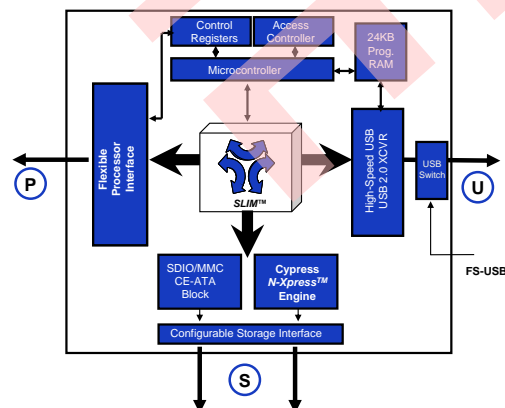 Control
Registers
Access
Controller
24KB
Prog.
RAM
Microcontroller
Flexible
Processor
Interface
SLIM™
High-Speed USB
USB 2.0 XCVR
USB
Switch
P
U
FS-USB
SDIO/MMC
CE-ATA
Block
Cypress
N-Xpress™
Engine
Configurable Storage Interface
S